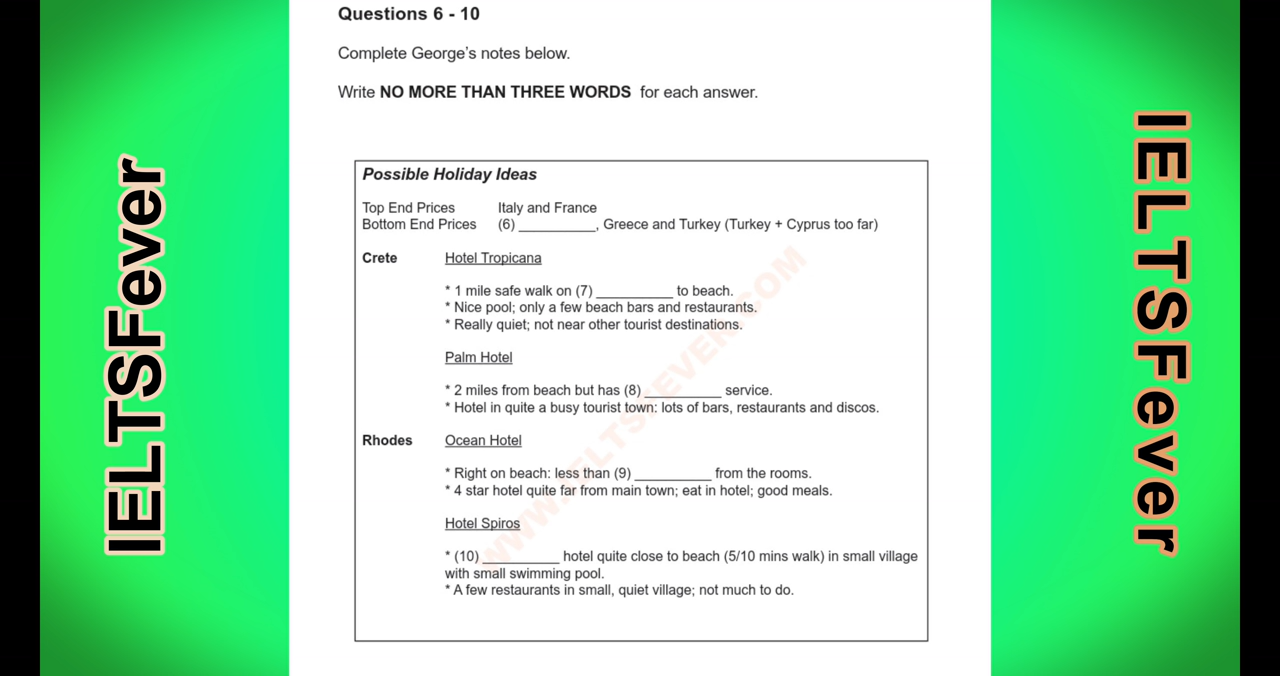 Questions 6 - 10
Complete George's notes below.
Write NO MORE THAN THREE WORDS for each answer.
Possible Holiday Ideas
Top End Prices Italy and France
Bottom End Prices (6) __________, Greece and Turkey (Turkey + Cyprus too far)
Crete Hotel Tropicana
* 1 mile safe walk on (7) __________ to beach.
* Nice pool; only a few beach bars and restaurants.
* Really quiet; not near other tourist destinations.
Palm Hotel
* 2 miles from beach but has (8) __________ service.
* Hotel in quite a busy tourist town: lots of bars, restaurants and discos.
Rhodes Ocean Hotel
* Right on beach: less than (9) __________ from the rooms.
* 4 star hotel quite far from main town; eat in hotel; good meals.
Hotel Spiros
* (10) __________ hotel quite close to beach (5/10 mins walk) in small village
with small swimming pool.
* A few restaurants in small, quiet village; not much to do.
WWW.IELTSFEVER.COM
IELTSFever
IELTSFever